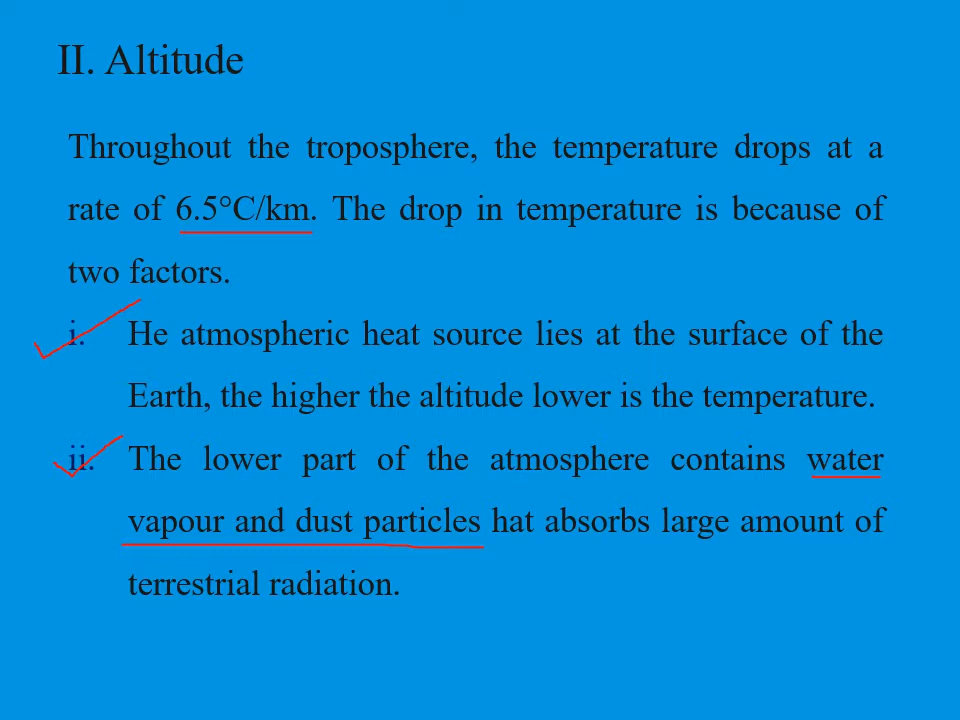 II. Altitude
Throughout the troposphere, the temperature drops at a
rate of 6.5°C/km. The drop in temperature is because of
two factors.
i. He atmospheric heat source lies at the surface of the
Earth, the higher the altitude lower is the temperature.
ii. The lower part of the atmosphere contains water
vapour and dust particles hat absorbs large amount of
terrestrial radiation.